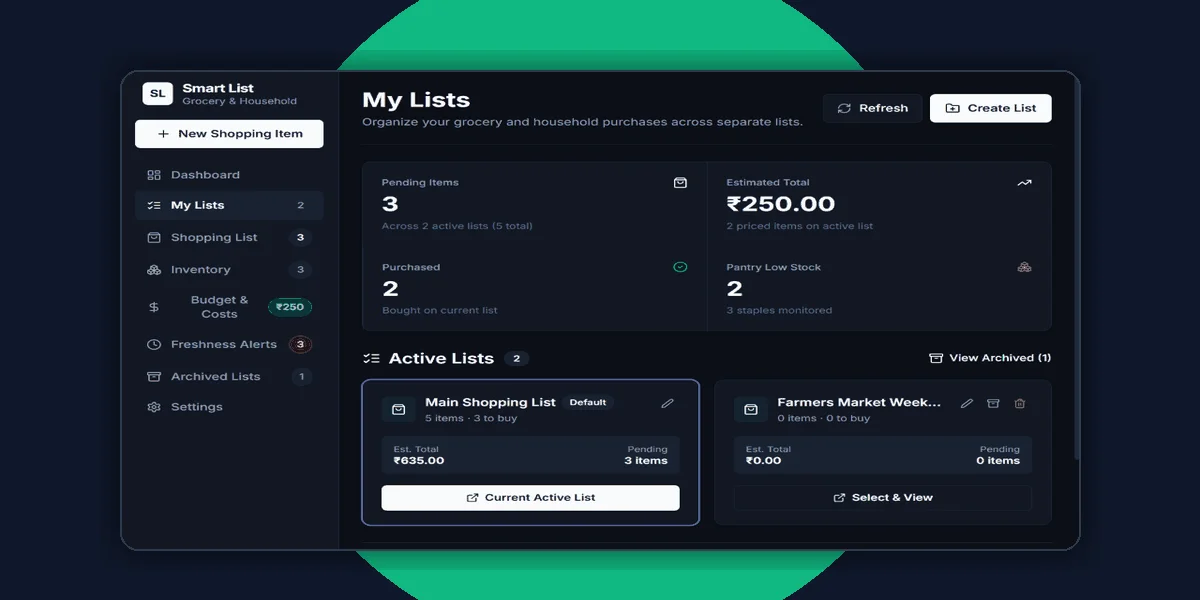 SL
Smart List
Grocery & Household
+ New Shopping Item
Dashboard
My Lists 2
Shopping List 3
Inventory 3
Budget &
Costs
₹250
Freshness Alerts 3
Archived Lists 1
Settings
My Lists
Organize your grocery and household purchases across separate lists.
Refresh
Create List
Pending Items
3
Across 2 active lists (5 total)
Estimated Total
₹250.00
2 priced items on active list
Purchased
2
Bought on current list
Pantry Low Stock
2
3 staples monitored
Active Lists 2
View Archived (1)
Main Shopping List Default
5 items · 3 to buy
Est. Total Pending
₹635.00 3 items
Current Active List
Farmers Market Week...
0 items · 0 to buy
Est. Total Pending
₹0.00 0 items
Select & View